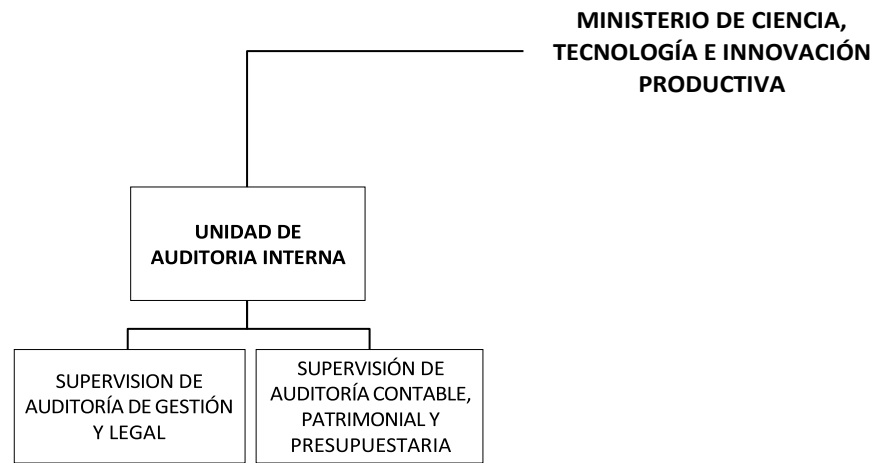 MINISTERIO DE CIENCIA,
TECNOLOGÍA E INNOVACIÓN
PRODUCTIVA
UNIDAD DE
AUDITORIA INTERNA
SUPERVISION DE
AUDITORÍA DE GESTIÓN
Y LEGAL
SUPERVISIÓN DE
AUDITORÍA CONTABLE,
PATRIMONIAL Y
PRESUPUESTARIA